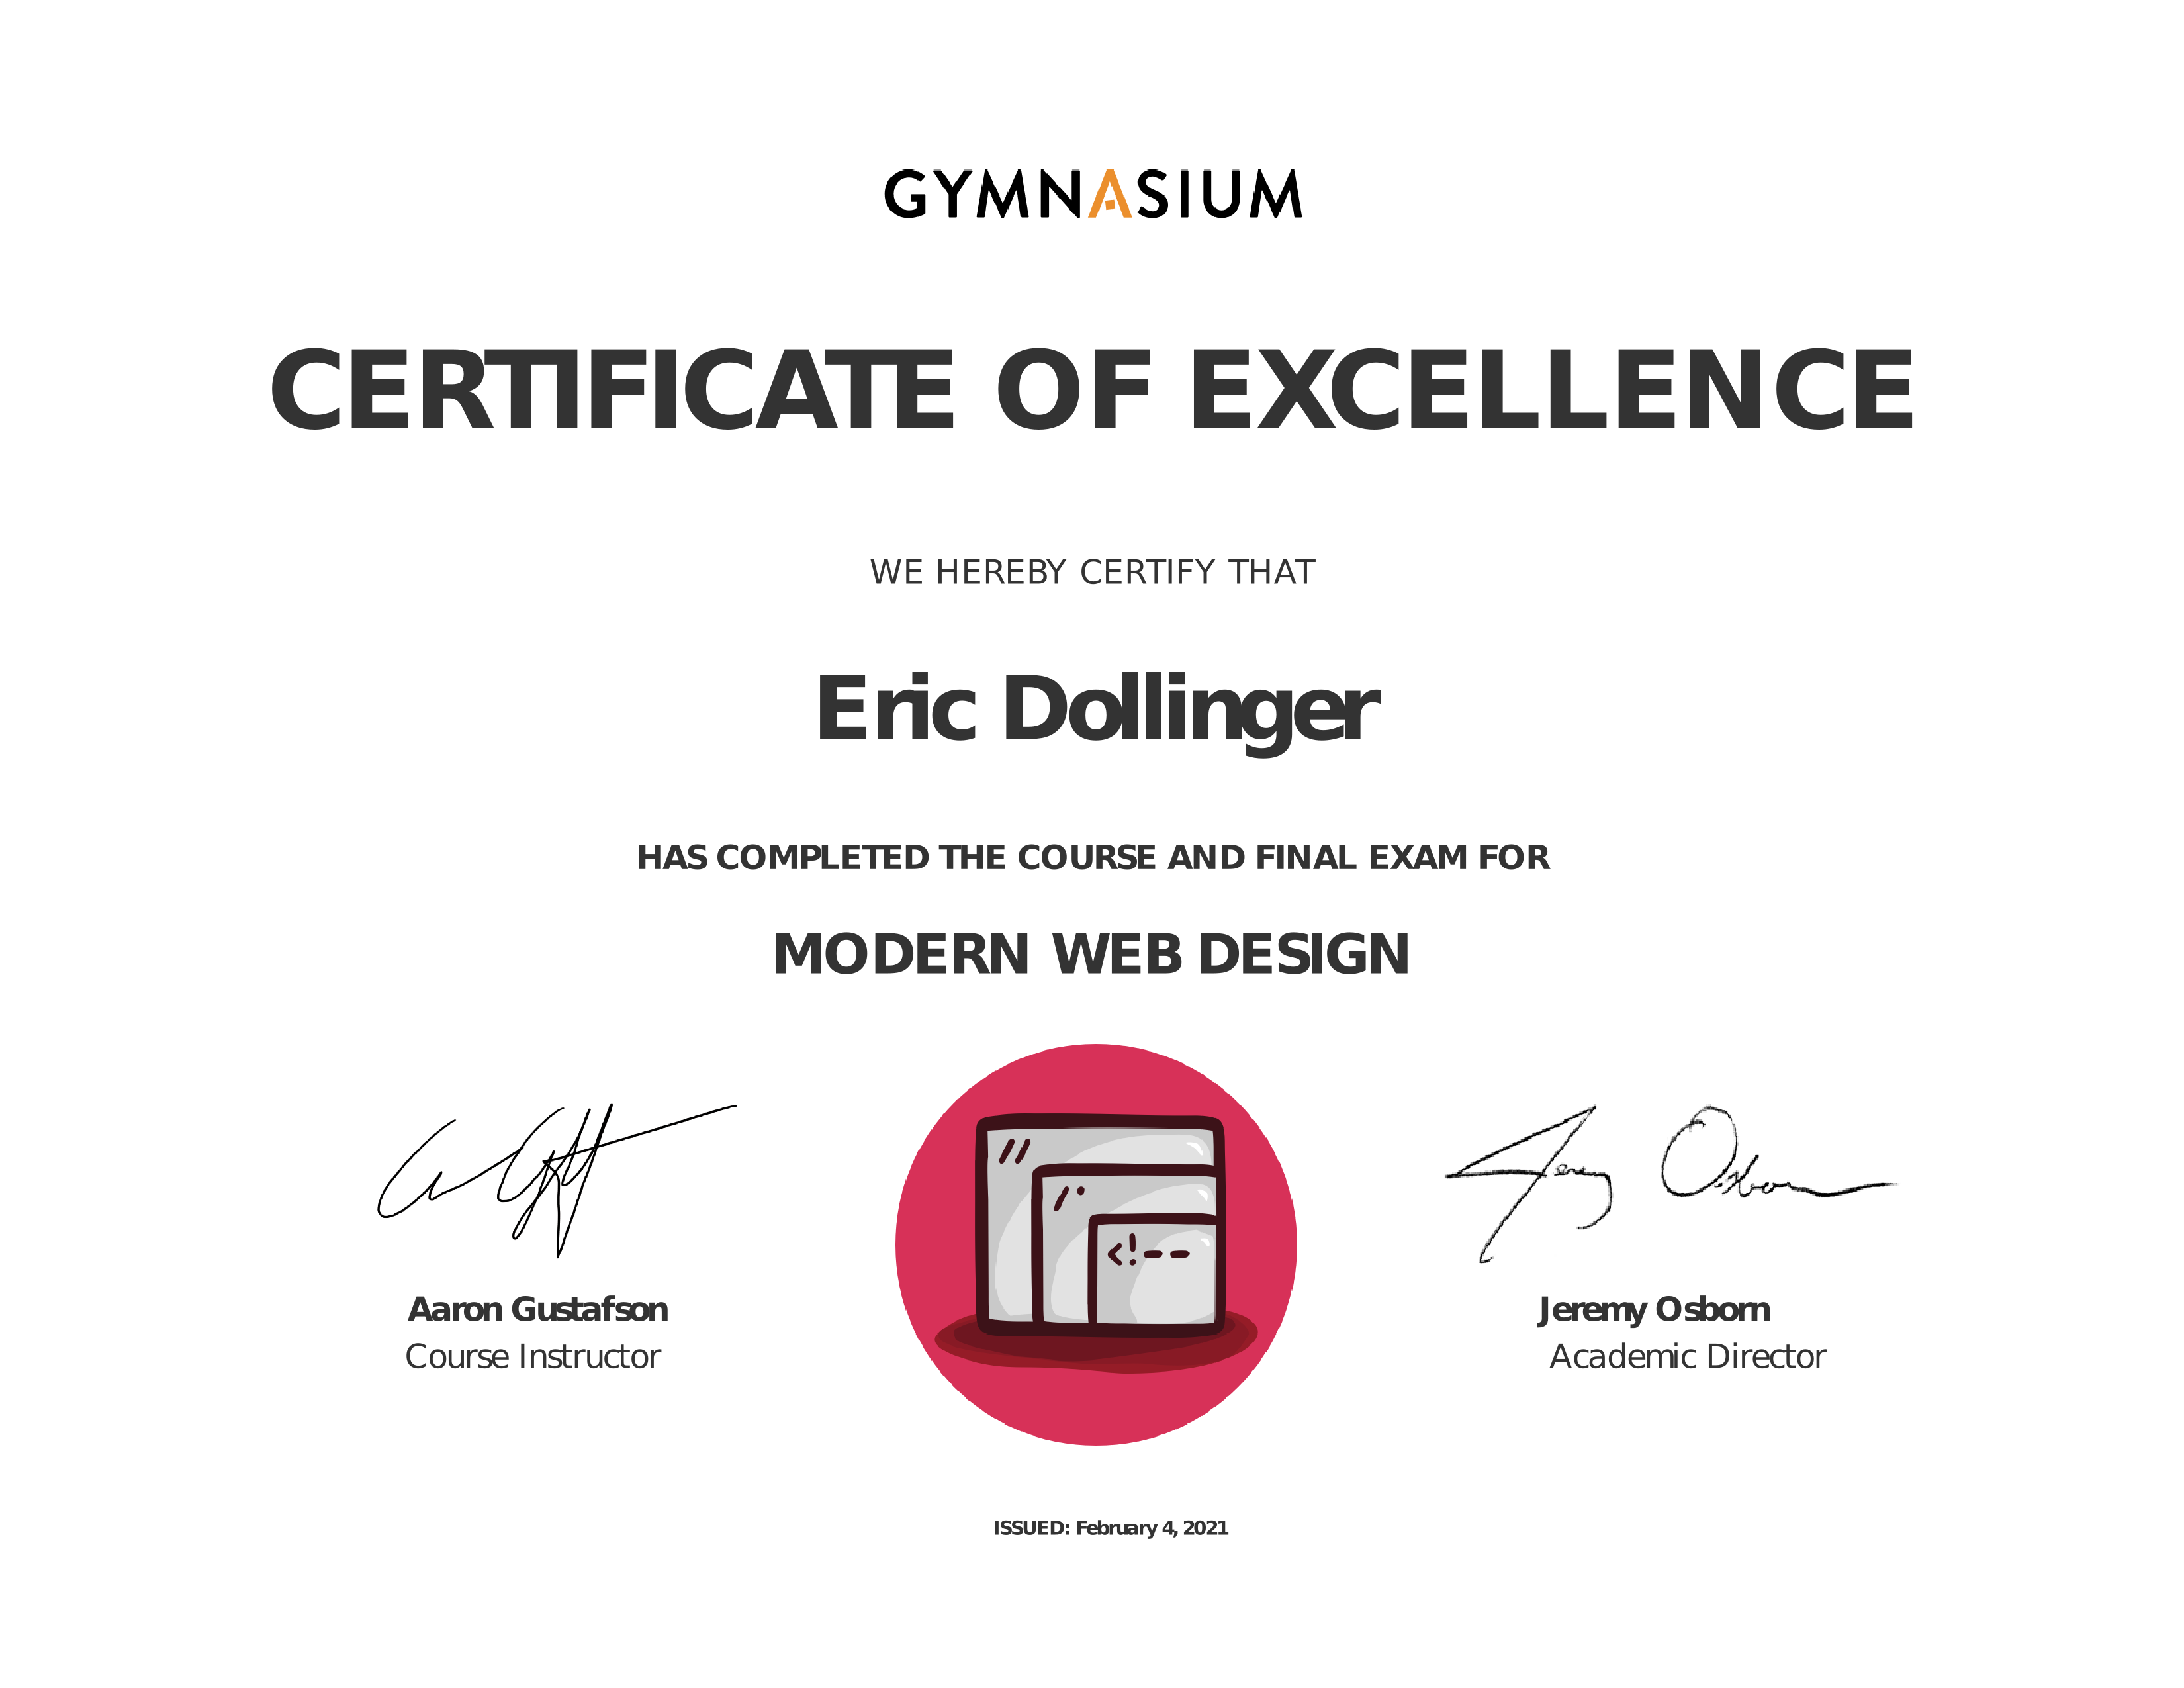 GYMNASIUM
CERTIFICATE OF EXCELLENCE
WE HEREBY CERTIFY THAT
Eric Dollinger
HAS COMPLETED THE COURSE AND FINAL EXAM FOR
MODERN WEB DESIGN
//
/*
<!--
Aaron Gustafson
Course Instructor
Jeremy Osborn
Academic Director
ISSUED: February 4, 2021